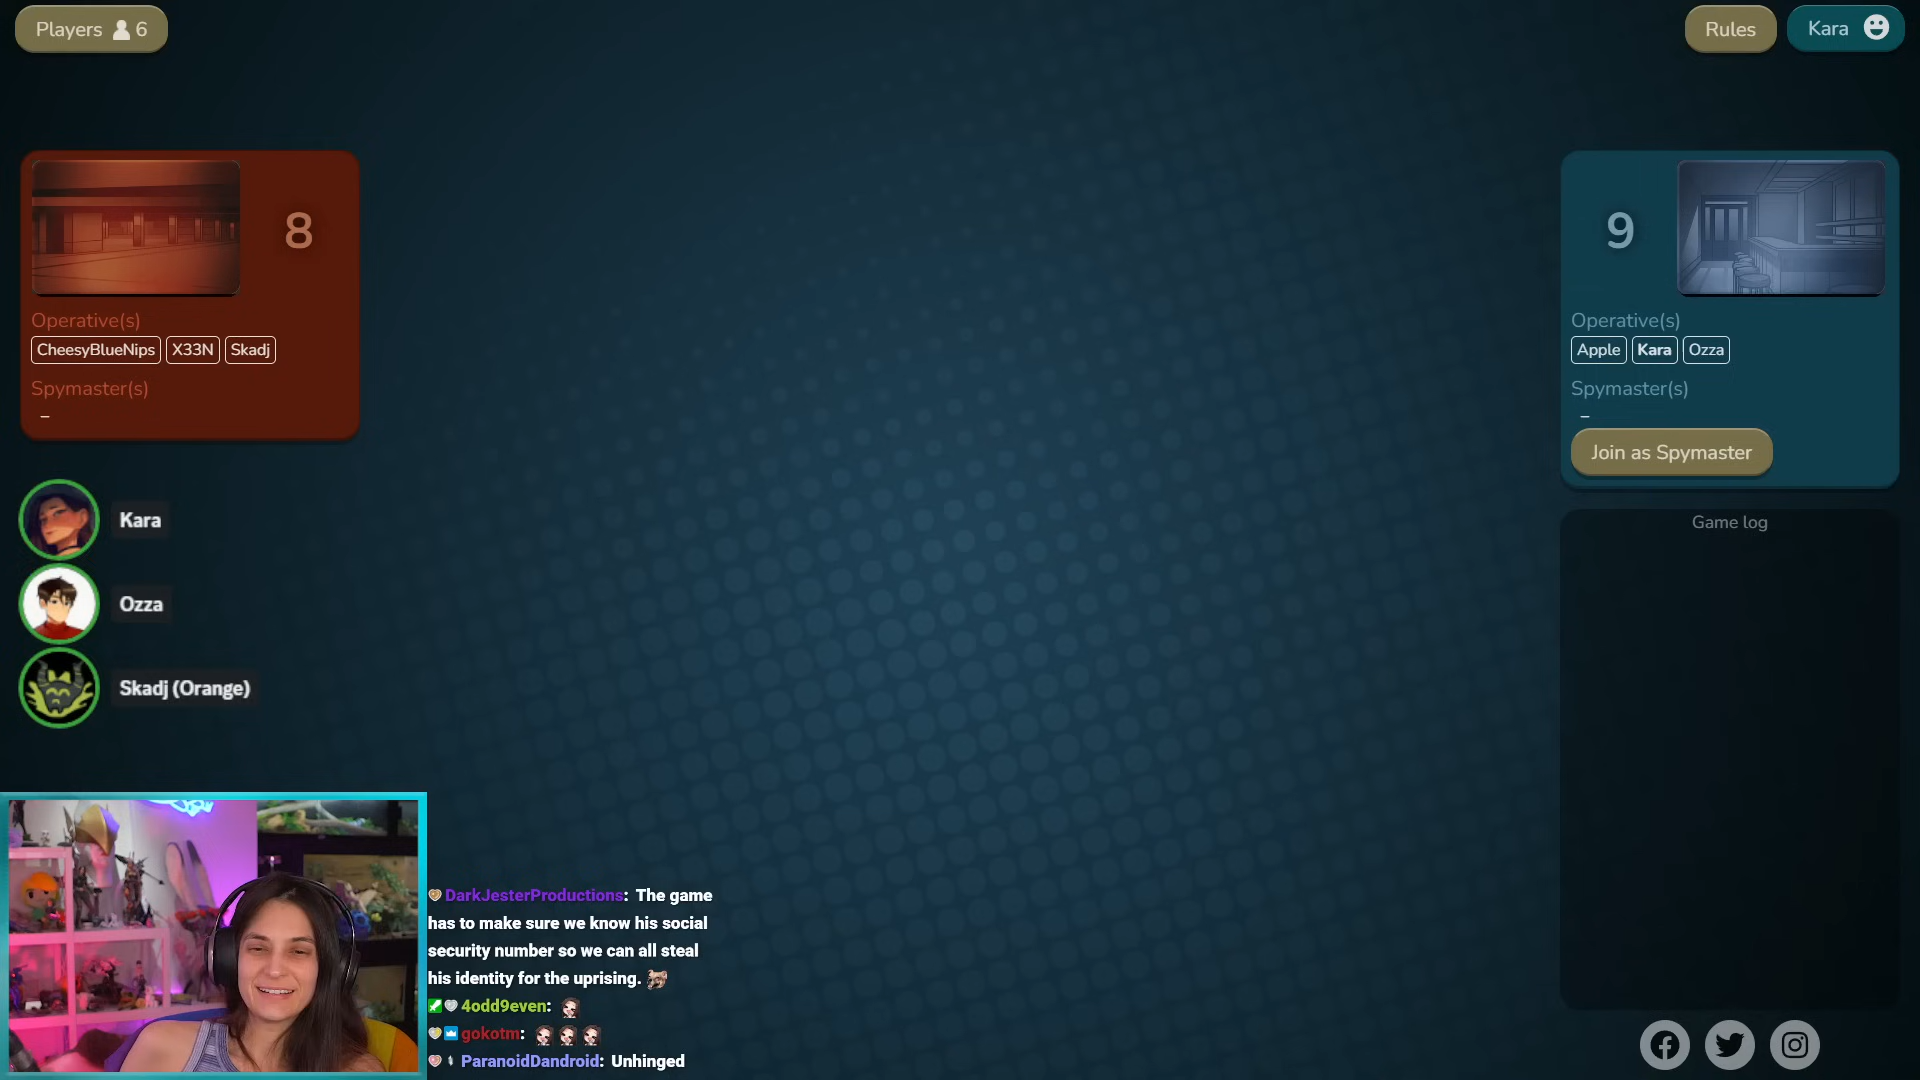 Players 6
Rules
Kara
8
Operative(s)
CheesyBlueNips X33N Skadj
Spymaster(s)
–
9
Operative(s)
Apple Kara Ozza
Spymaster(s)
–
Join as Spymaster
Game log
Kara
Ozza
Skadj (Orange)
DarkJesterProductions: The game
has to make sure we know his social
security number so we can all steal
his identity for the uprising.
4odd9even:
gokotm:
ParanoidDandroid: Unhinged